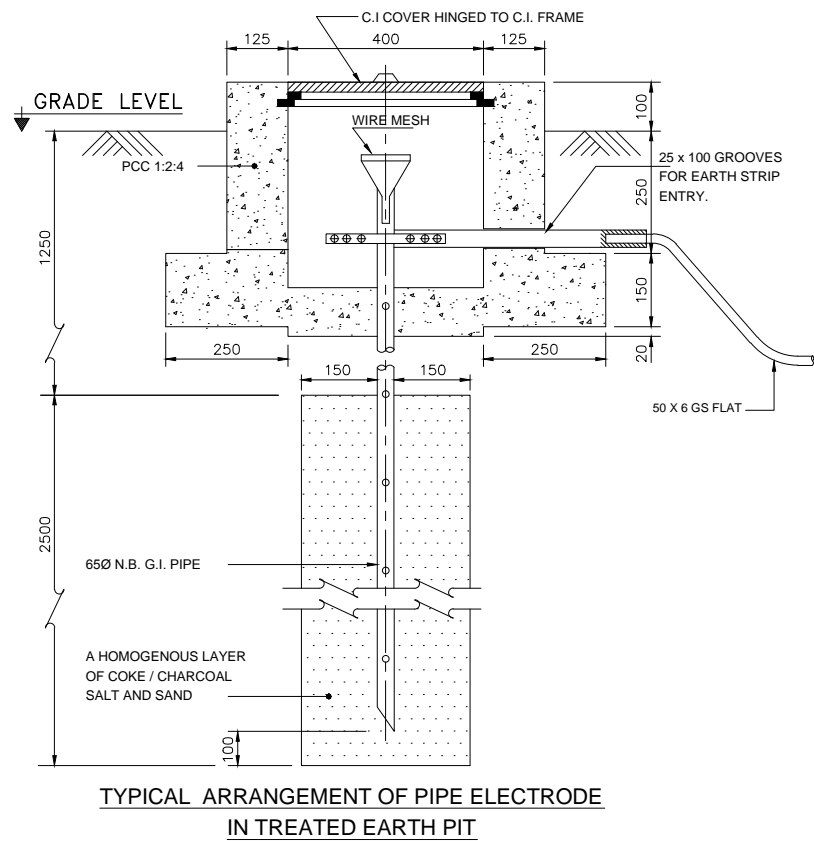 C.I COVER HINGED TO C.I. FRAME
125
400
125
GRADE LEVEL
100
WIRE MESH
PCC 1:2:4
25 x 100 GROOVES
FOR EARTH STRIP
ENTRY.
250
1250
150
250
250
20
150
150
50 X 6 GS FLAT
2500
65Ø N.B. G.I. PIPE
A HOMOGENOUS LAYER
OF COKE / CHARCOAL
SALT AND SAND
100
TYPICAL ARRANGEMENT OF PIPE ELECTRODE
IN TREATED EARTH PIT